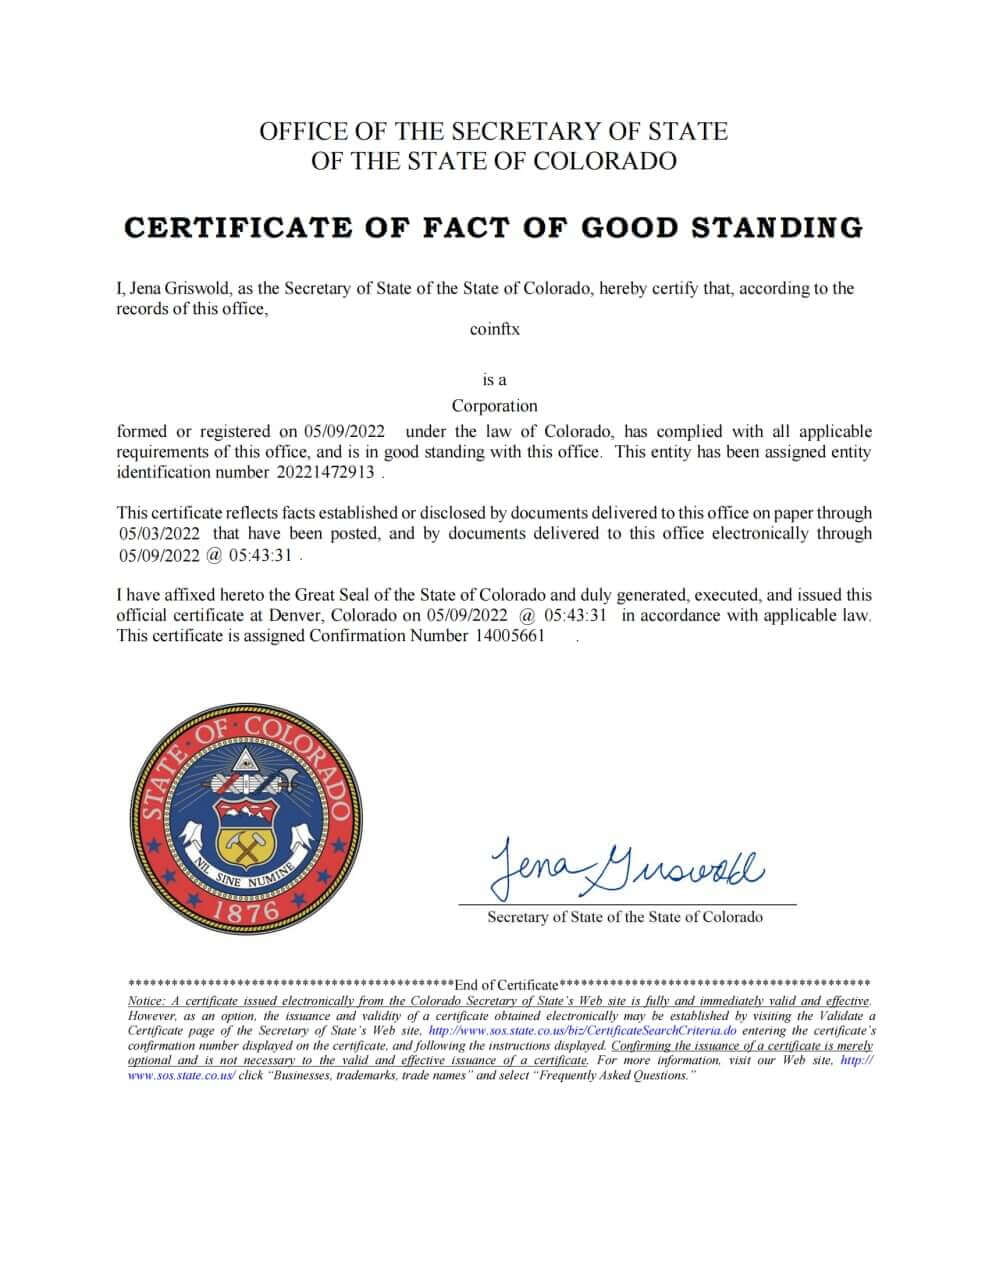 OFFICE OF THE SECRETARY OF STATE
OF THE STATE OF COLORADO
CERTIFICATE OF FACT OF GOOD STANDING
I, Jena Griswold, as the Secretary of State of the State of Colorado, hereby certify that, according to the
records of this office,
coinftx
is a
Corporation
formed or registered on 05/09/2022 under the law of Colorado, has complied with all applicable
requirements of this office, and is in good standing with this office. This entity has been assigned entity
identification number 20221472913 .
This certificate reflects facts established or disclosed by documents delivered to this office on paper through
05/03/2022 that have been posted, and by documents delivered to this office electronically through
05/09/2022 @ 05:43:31 .
I have affixed hereto the Great Seal of the State of Colorado and duly generated, executed, and issued this
official certificate at Denver, Colorado on 05/09/2022 @ 05:43:31 in accordance with applicable law.
This certificate is assigned Confirmation Number 14005661 .
STATE · OF · COLORADO
NIL SINE NUMINE
1876
Jena Griswold
Secretary of State of the State of Colorado
*********************************************End of Certificate*******************************************
Notice: A certificate issued electronically from the Colorado Secretary of State`s Web site is fully and immediately valid and effective.
However, as an option, the issuance and validity of a certificate obtained electronically may be established by visiting the Validate a
Certificate page of the Secretary of State`s Web site, http://www.sos.state.co.us/biz/CertificateSearchCriteria.do entering the certificate`s
confirmation number displayed on the certificate, and following the instructions displayed. Confirming the issuance of a certificate is merely
optional and is not necessary to the valid and effective issuance of a certificate. For more information, visit our Web site, http://
www.sos.state.co.us/ click “Businesses, trademarks, trade names” and select “Frequently Asked Questions.”